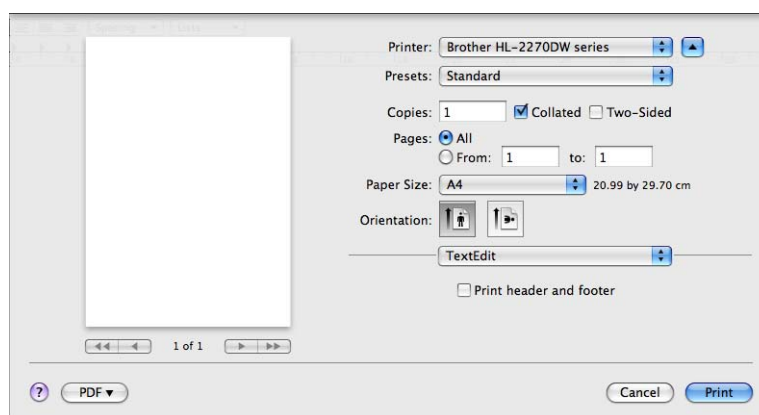 Printer: Brother HL-2270DW series
Presets: Standard
Copies: 1 Collated Two-Sided
Pages: All
From: 1 to: 1
Paper Size: A4 20.99 by 29.70 cm
Orientation:
TextEdit
Print header and footer
1 of 1
? PDF▼ Cancel Print